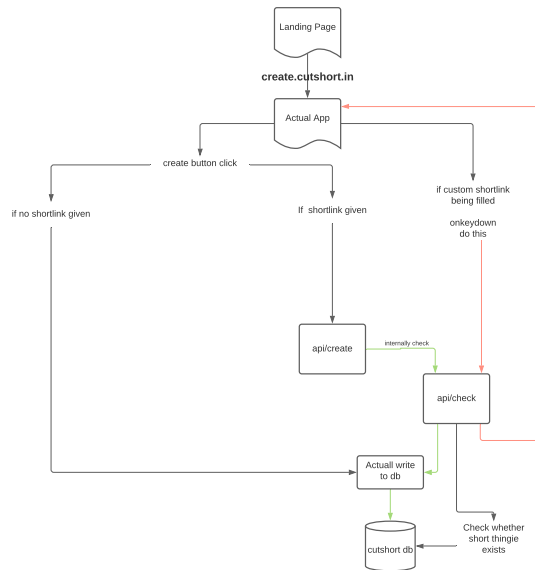 Landing Page
create.cutshort.in
Actual App
create button click
if no shortlink given
If  shortlink given
if custom shortlink
being filled
onkeydown
do this
api/create
internally check
api/check
Actuall write
to db
cutshort db
Check whether
short thingie
exists